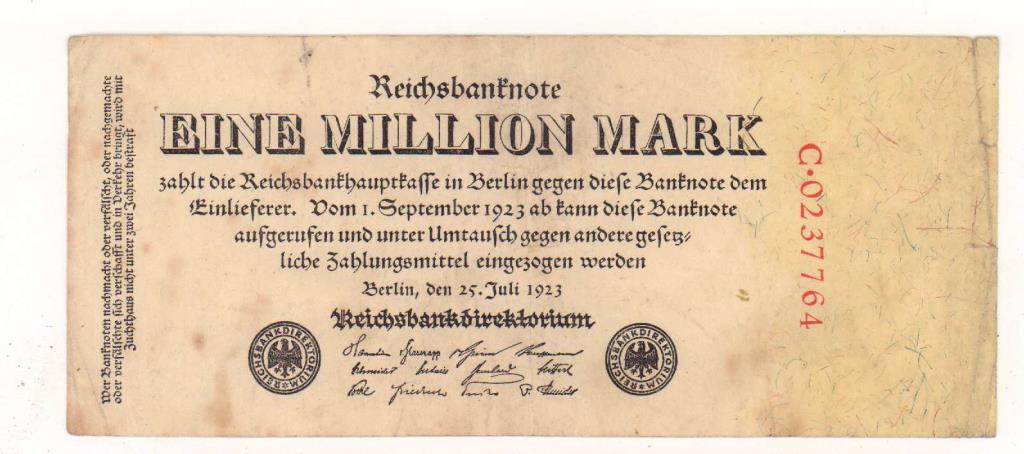 Reichsbanknote
EINE MILLION MARK
zahlt die Reichsbankhauptkasse in Berlin gegen diese Banknote dem
Einlieferer. Vom 1. September 1923 ab kann diese Banknote
aufgerufen und unter Umtausch gegen andere gesetz-
liche Zahlungsmittel eingezogen werden
Berlin, den 25. Juli 1923
Reichsbankdirektorium
REICHSBANKDIREKTORIUM
REICHSBANKDIREKTORIUM
Wer Banknoten nachmacht oder verfälscht, oder nachgemachte
oder verfälschte sich verschafft und in Verkehr bringt, wird mit
Zuchthaus nicht unter zwei Jahren bestraft
C·0237764